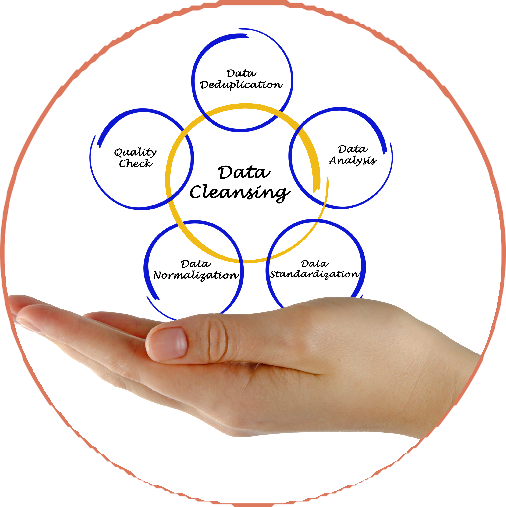 Data
Deduplication
Quality
Check
Data
Analysis
Data
Cleansing
Data
Normalization
Data
Standardization